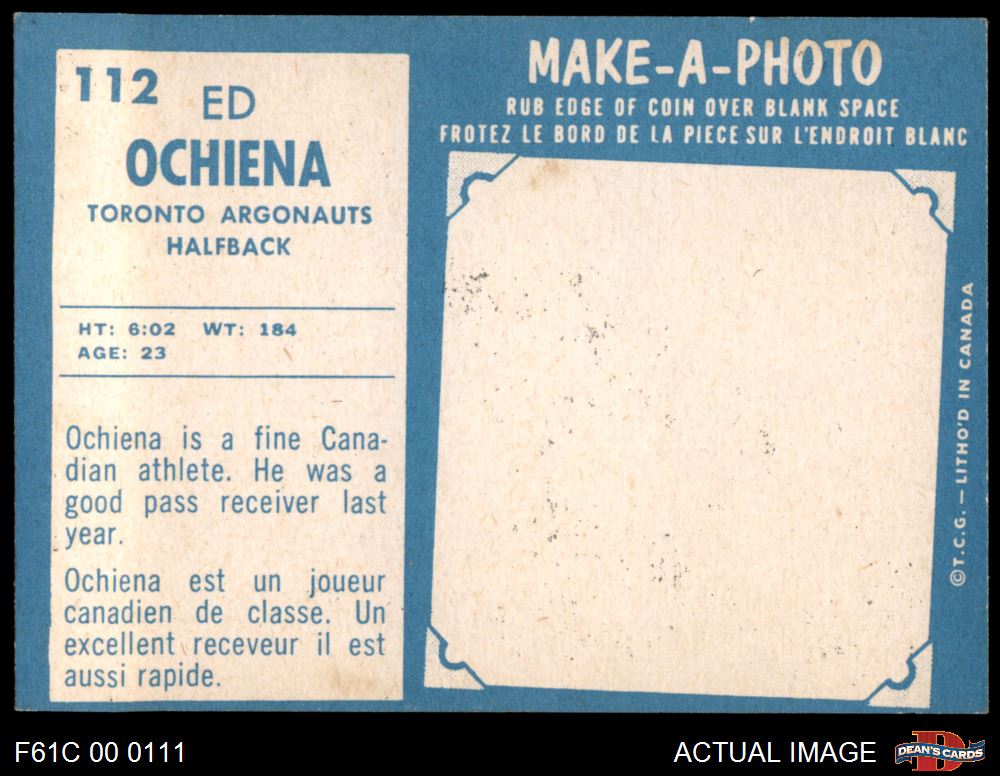 112
ED
OCHIENA
TORONTO ARGONAUTS
HALFBACK
HT: 6:02 WT: 184
AGE: 23
Ochiena is a fine Cana-
dian athlete. He was a
good pass receiver last
year.
Ochiena est un joueur
canadien de classe. Un
excellent receveur il est
aussi rapide.
MAKE-A-PHOTO
RUB EDGE OF COIN OVER BLANK SPACE
FROTEZ LE BORD DE LA PIECE SUR L'ENDROIT BLANC
©T.C.G. — LITHO'D IN CANADA
F61C 00 0111
ACTUAL IMAGE
DEAN'S CARDS